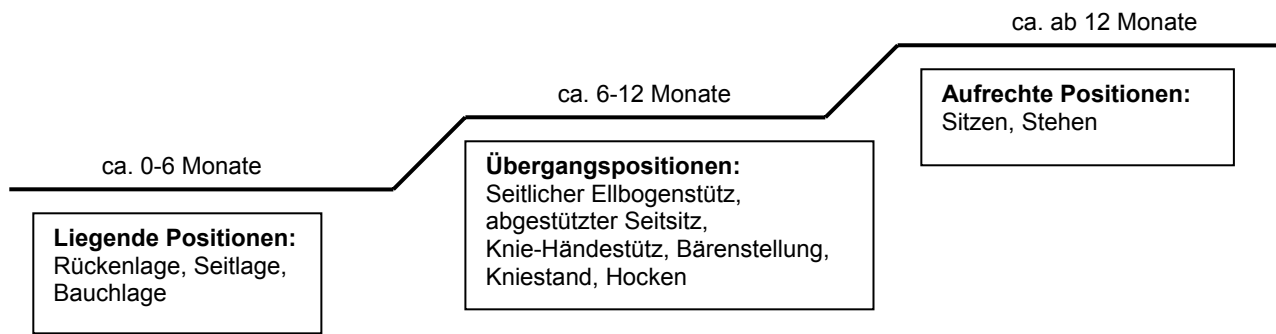 ca. 0-6 Monate
Liegende Positionen:
Rückenlage, Seitlage,
Bauchlage
ca. 6-12 Monate
Übergangspositionen:
Seitlicher Ellbogenstütz,
abgestützter Seitsitz,
Knie-Händestütz, Bärenstellung,
Kniestand, Hocken
ca. ab 12 Monate
Aufrechte Positionen:
Sitzen, Stehen